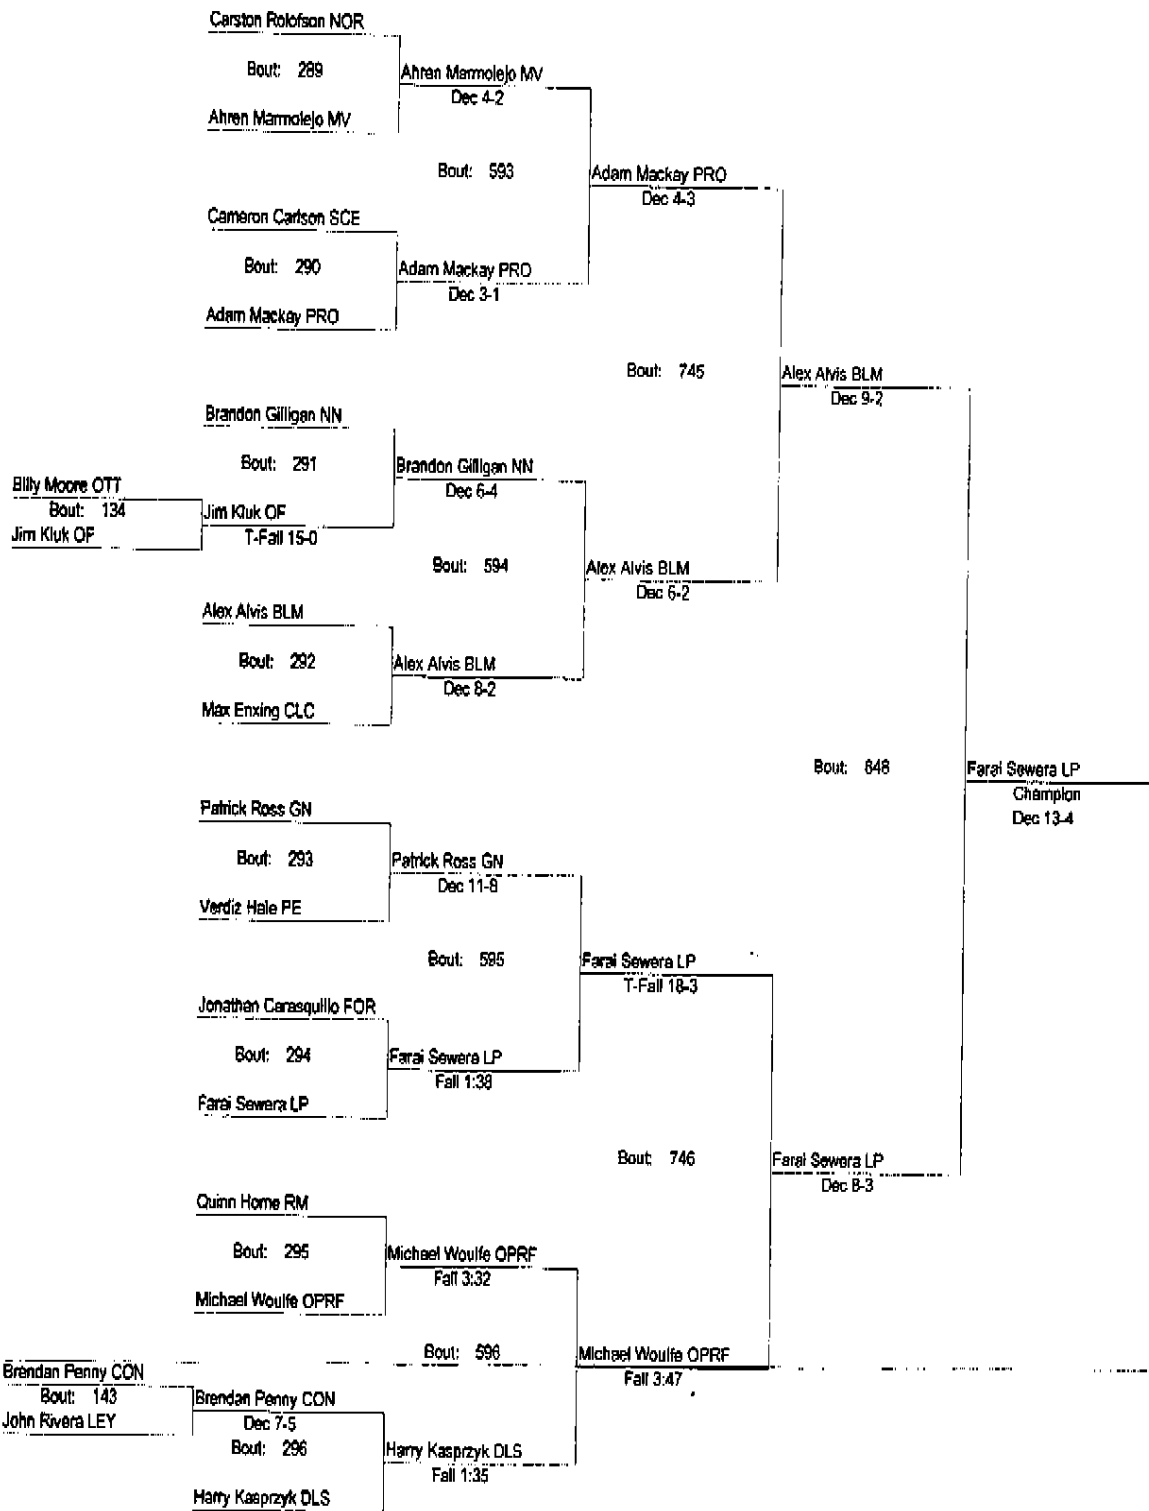 Carston Rolofson NOR
Bout: 289
Ahren Marmolejo MV
Dec 4-2
Ahren Marmolejo MV
Bout: 593
Adam Mackay PRO
Dec 4-3
Cameron Carlson SCE
Bout: 290
Adam Mackay PRO
Dec 3-1
Adam Mackay PRO
Bout: 745
Alex Alvis BLM
Dec 9-2
Brandon Gilligan NN
Bout: 291
Brandon Gilligan NN
Dec 6-4
Billy Moore OTT
Bout: 134
Jim Kluk OF
Jim Kluk OF
T-Fall 15-0
Bout: 594
Alex Alvis BLM
Dec 6-2
Alex Alvis BLM
Bout: 292
Alex Alvis BLM
Dec 8-2
Max Enxing CLC
Bout: 848
Farai Sewera LP
Champion
Dec 13-4
Patrick Ross GN
Bout: 293
Patrick Ross GN
Dec 11-8
Verdiz Hale PE
Bout: 595
Farai Sewera LP
T-Fall 18-3
Jonathan Carasquillo FOR
Bout: 294
Farai Sewera LP
Fall 1:38
Farai Sewera LP
Bout: 746
Farai Sewera LP
Dec 8-3
Quinn Horne RM
Bout: 295
Michael Woulfe OPRF
Fall 3:32
Michael Woulfe OPRF
Bout: 596
Michael Woulfe OPRF
Fall 3:47
Brendan Penny CON
Bout: 143
John Rivera LEY
Brendan Penny CON
Dec 7-5
Bout: 296
Harry Kasprzyk DLS
Fall 1:35
Harry Kasprzyk DLS